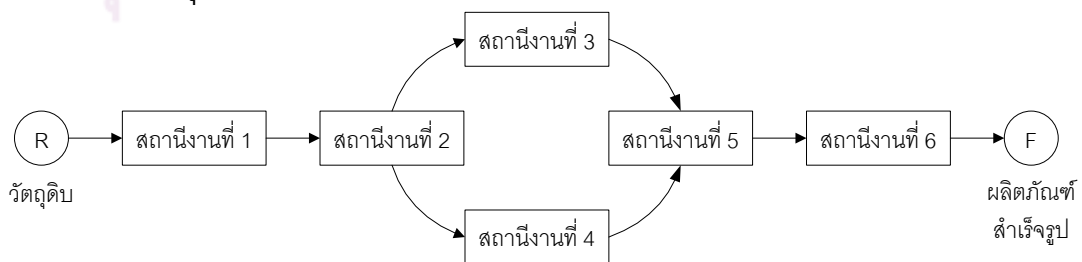 สถานีงานที่ 3
R
สถานีงานที่ 1
สถานีงานที่ 2
สถานีงานที่ 5
สถานีงานที่ 6
F
วัตถุดิบ
ผลิตภัณฑ์
สำเร็จรูป
สถานีงานที่ 4